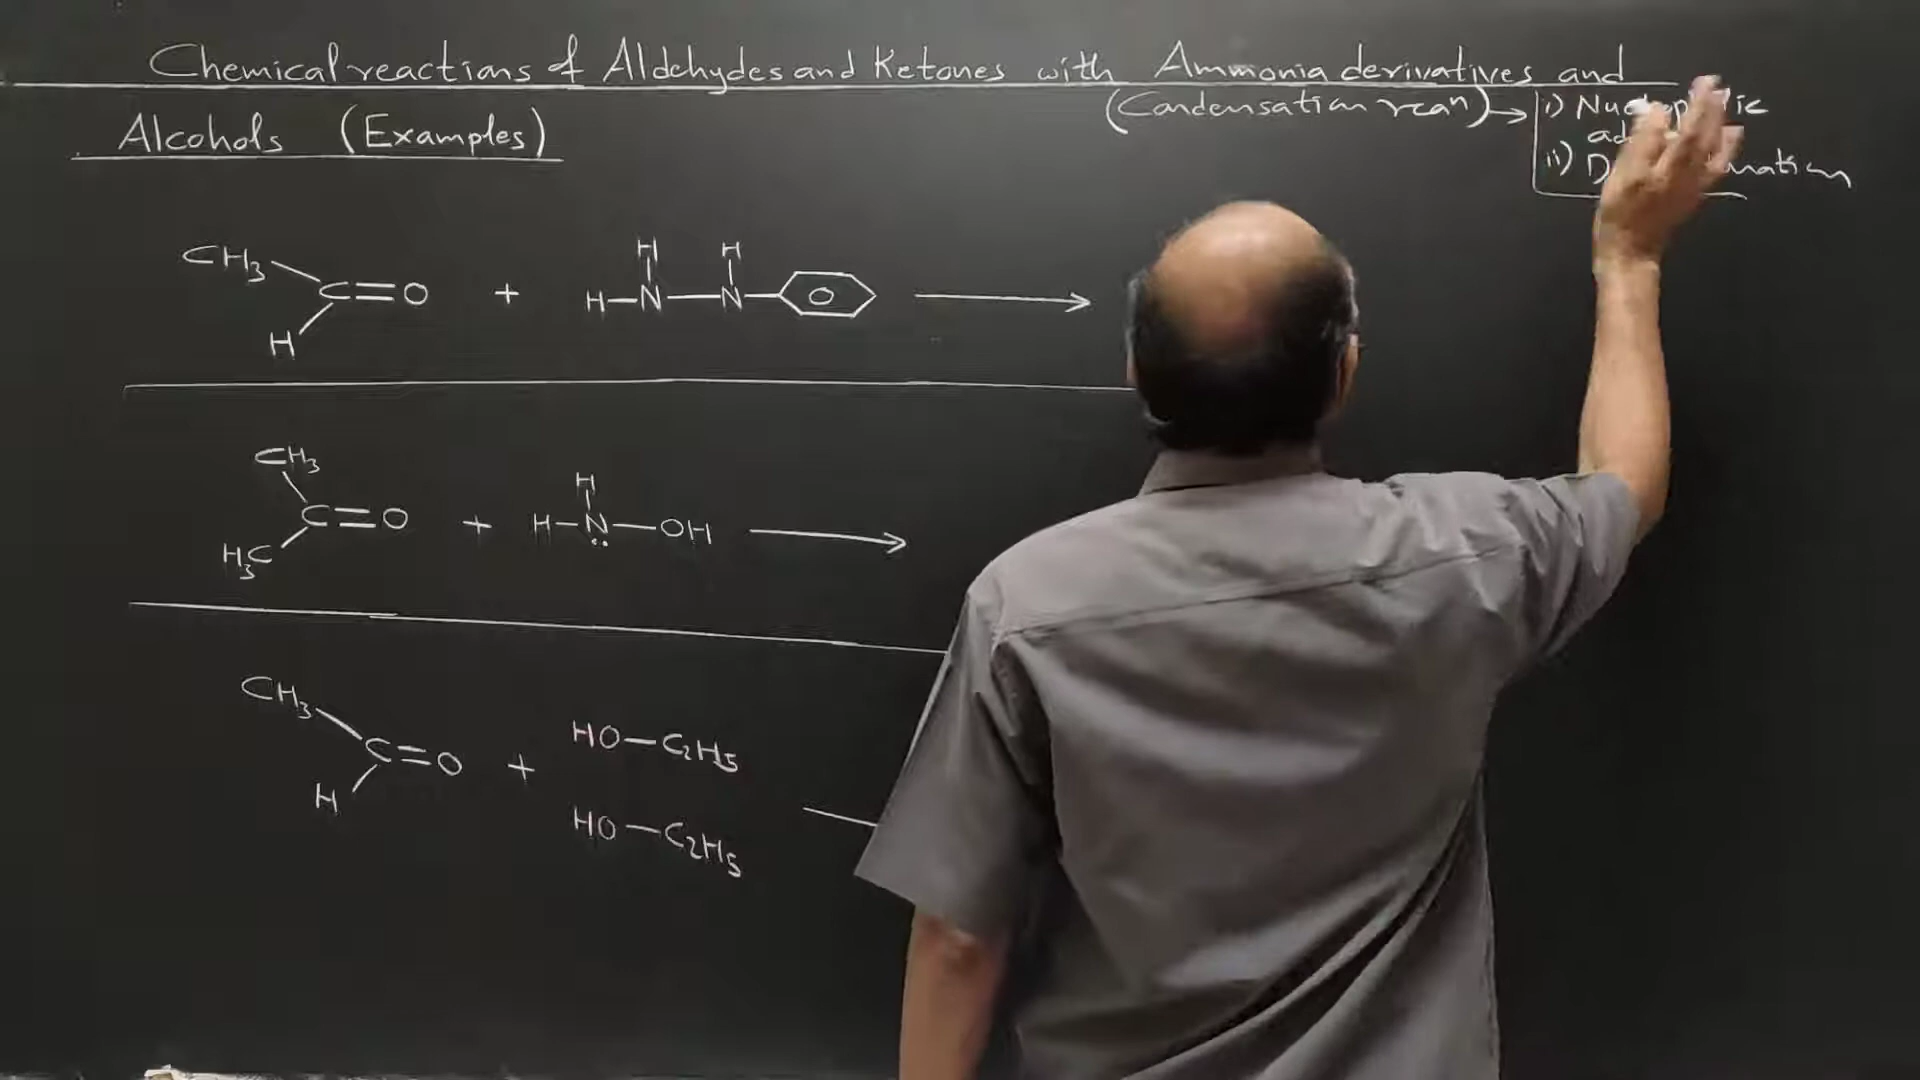 Chemical reactions of Aldehydes and Ketones with Ammonia derivatives and
(Condensation rean) → i) 
Alcohols (Examples)
ii)
CH3
C=O + H–N–N– →
H H
H
CH3
C=O + H–N–OH →
H
H3C
CH3
C=O + HO–C2H5
H HO–C2H5